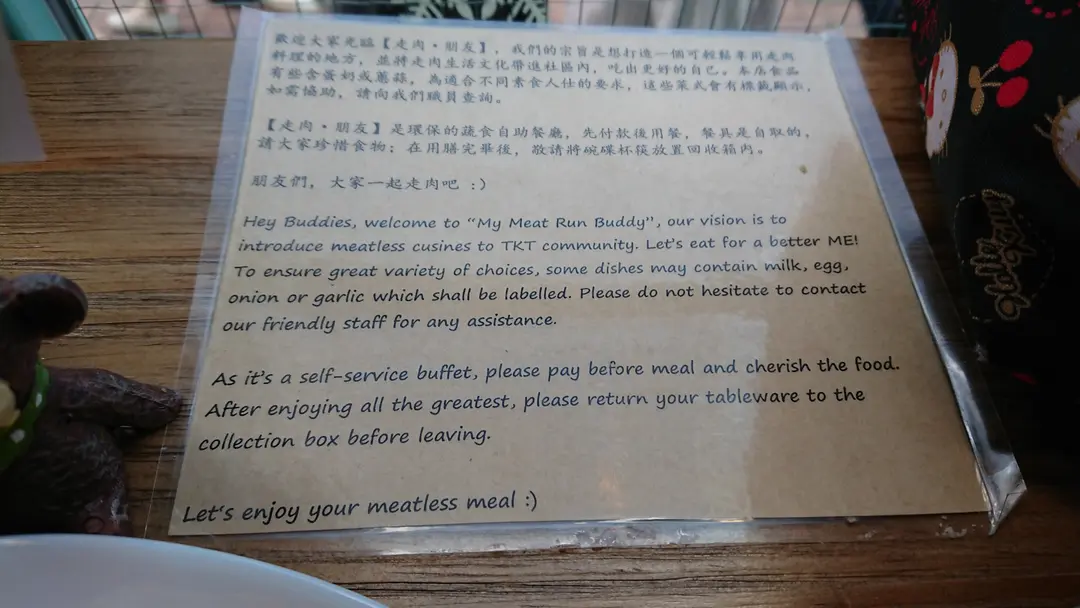 歡迎大家光臨【走肉·朋友】，我們的宗旨是想打造一個可輕鬆享用走肉
料理的地方，並將走肉生活文化帶進社區內，吃出更好的自己。本店食品
有些含蛋奶或蔥蒜，為適合不同素食人仕的要求，這些菜式會有標籤顯示，
如需協助，請向我們職員查詢。
【走肉·朋友】是環保的蔬食自助餐廳，先付款後用餐，餐具是自取的，
請大家珍惜食物；在用膳完畢後，敬請將碗碟杯筷放置回收箱內。
朋友們，大家一起走肉吧 :)
Hey Buddies, welcome to “My Meat Run Buddy”, our vision is to
introduce meatless cusines to TKT community. Let’s eat for a better ME!
To ensure great variety of choices, some dishes may contain milk, egg,
onion or garlic which shall be labelled. Please do not hesitate to contact
our friendly staff for any assistance.
As it’s a self-service buffet, please pay before meal and cherish the food.
After enjoying all the greatest, please return your tableware to the
collection box before leaving.
Let‘s enjoy your meatless meal :)